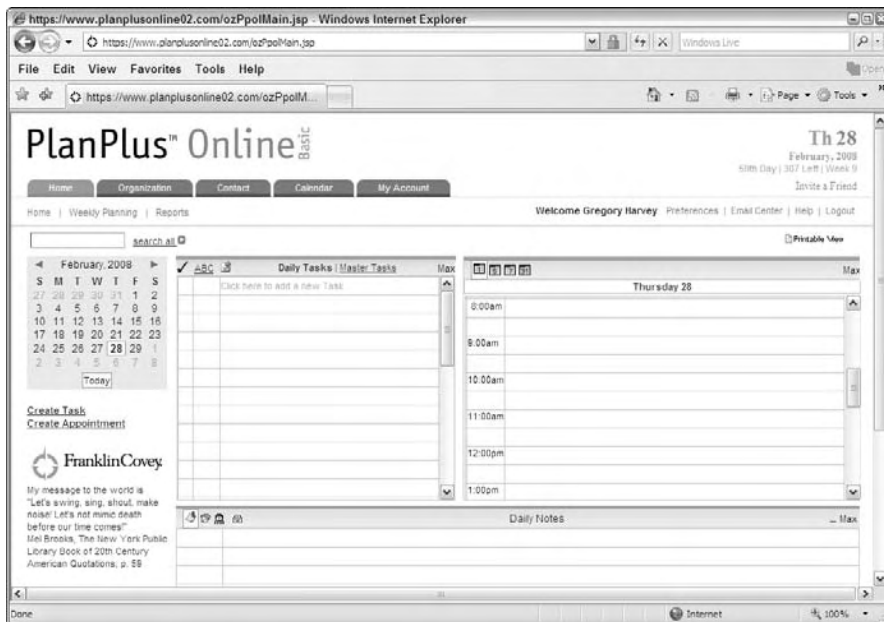 https://www.planplusonline02.com/ozPpolMain.jsp - Windows Internet Explorer
https://www.planplusonline02.com/ozPpolMain.jsp
Windows Live
File Edit View Favorites Tools Help
https://www.planplusonline02.com/ozPpolM...
Page Tools
PlanPlus™ Online Basic
Th 28
February, 2008
59th Day | 307 Left | Week 9
Invite a Friend
Home Organization Contact Calendar My Account
Home | Weekly Planning | Reports
Welcome Gregory Harvey Preferences | Email Center | Help | Logout
search all
Printable View
February, 2008
S M T W T F S
27 28 29 30 31 1 2
3 4 5 6 7 8 9
10 11 12 13 14 15 16
17 18 19 20 21 22 23
24 25 26 27 28 29 1
2 3 4 5 6 7 8
Today
Create Task
Create Appointment
FranklinCovey
My message to the world is
"Let's swing, sing, shout, make
noise! Let's not mimic death
before our time comes!"
Mel Brooks, The New York Public
Library Book of 20th Century
American Quotations, p. 59
ABC Daily Tasks | Master Tasks Max
Click here to add a new Task
Max
Thursday 28
8:00am
9:00am
10:00am
11:00am
12:00pm
1:00pm
Daily Notes Max
Done Internet 100%